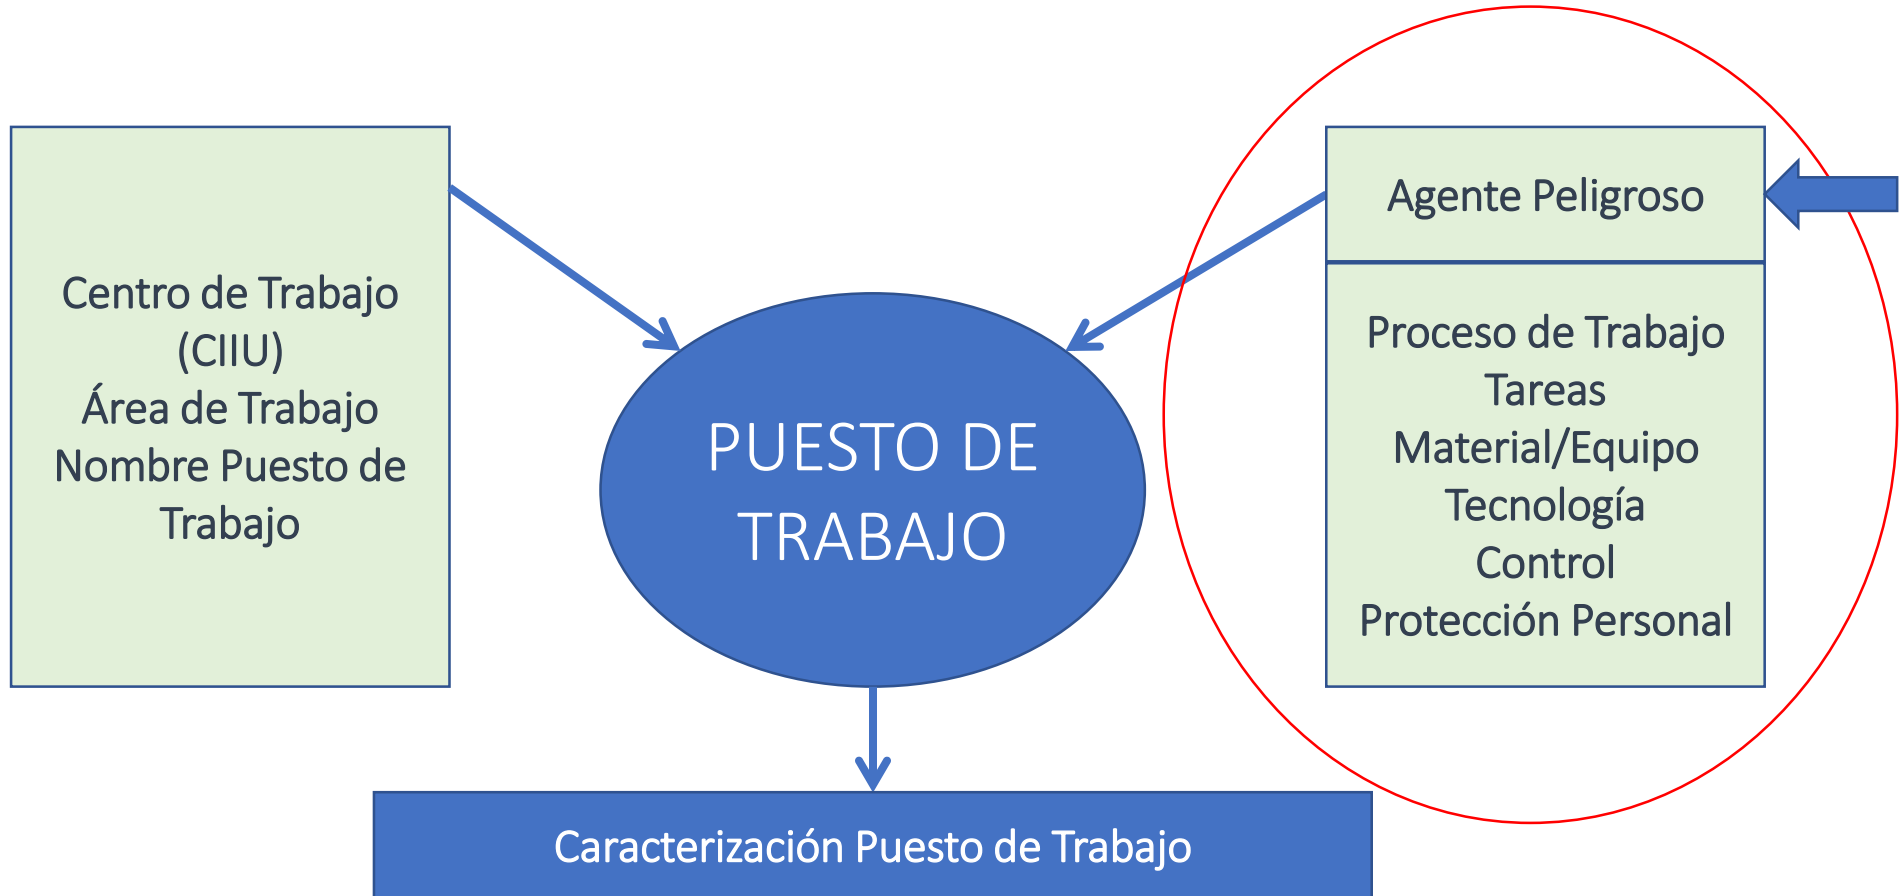 Centro de Trabajo
(CIIU)
Área de Trabajo
Nombre Puesto de
Trabajo
PUESTO DE
TRABAJO
Agente Peligroso
Proceso de Trabajo
Tareas
Material/Equipo
Tecnología
Control
Protección Personal
Caracterización Puesto de Trabajo